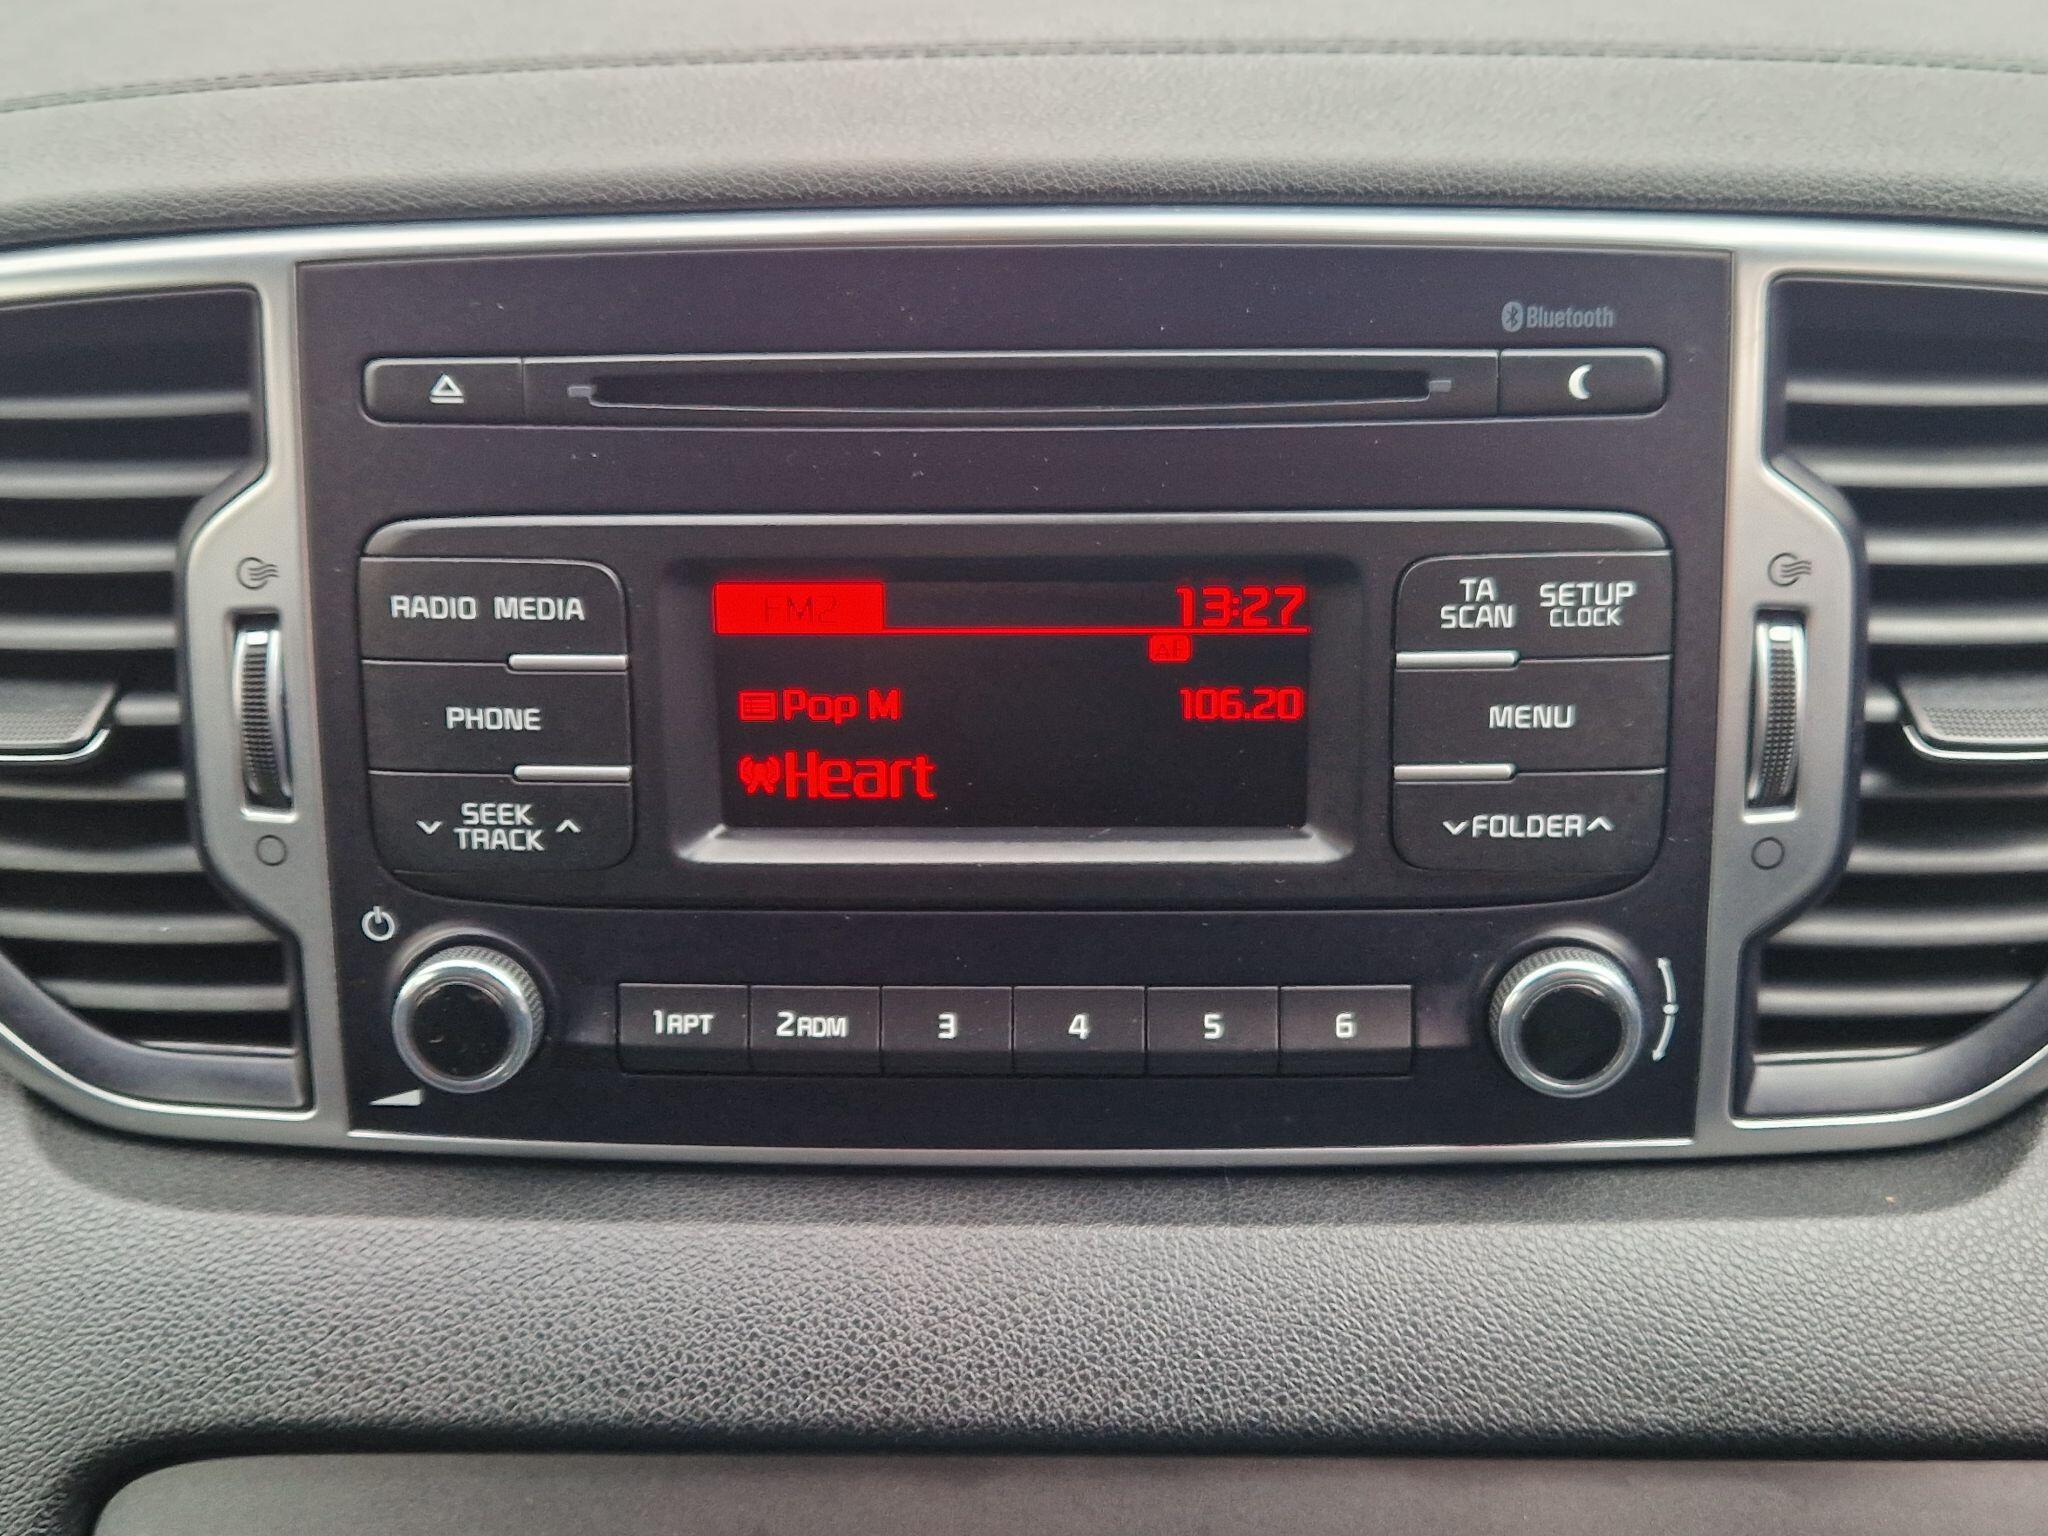 Bluetooth
RADIO MEDIA
FM2 13:27
TA SCAN
SETUP CLOCK
AF
PHONE
Pop M 106.20
MENU
Heart
SEEK TRACK
FOLDER
1RPT 2RDM 3 4 5 6